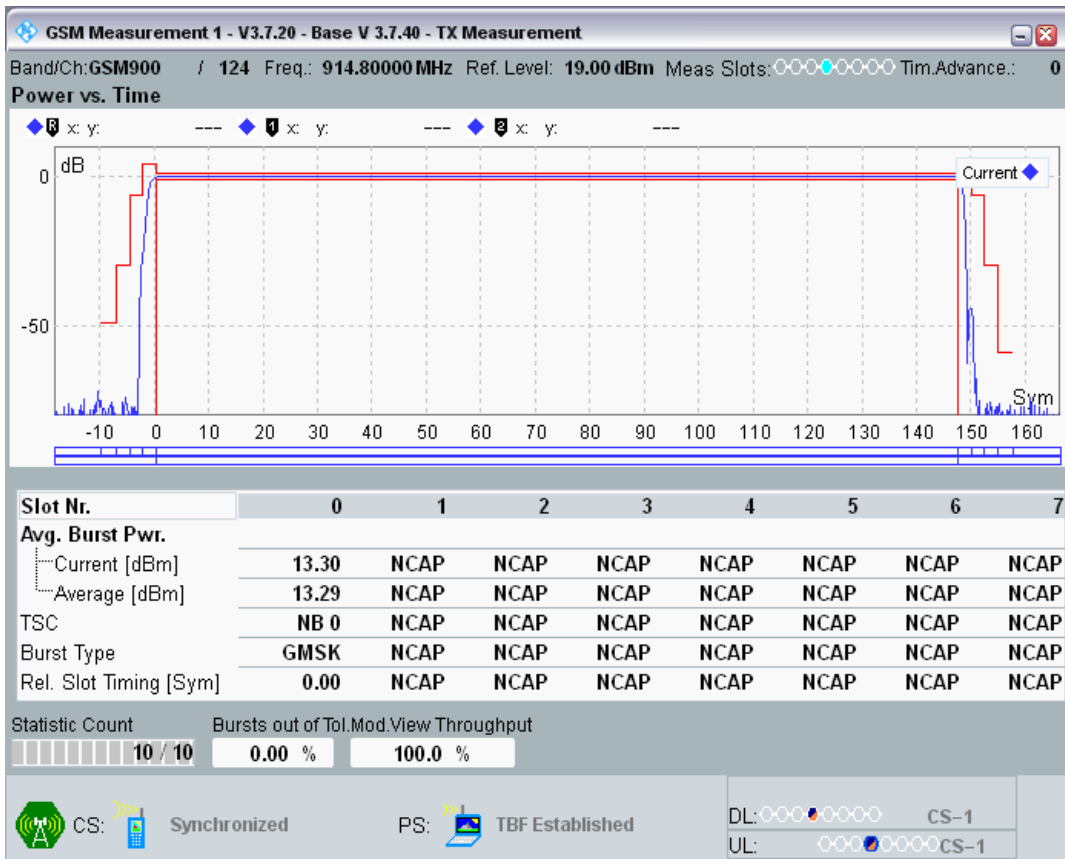 GSM Measurement 1 - V3.7.20 - Base V 3.7.40 - TX Measurement
Band/Ch:GSM900 / 124 Freq.: 914.80000 MHz Ref. Level: 19.00 dBm Meas Slots: Tim.Advance.: 0
Power vs. Time
R x: y: --- 1 x: y: --- 2 x: y: ---
dB
Current
0
-50
Sym
-10 0 10 20 30 40 50 60 70 80 90 100 110 120 130 140 150 160
Slot Nr. 0 1 2 3 4 5 6 7
Avg. Burst Pwr.
Current [dBm] 13.30 NCAP NCAP NCAP NCAP NCAP NCAP NCAP
Average [dBm] 13.29 NCAP NCAP NCAP NCAP NCAP NCAP NCAP
TSC NB 0 NCAP NCAP NCAP NCAP NCAP NCAP NCAP
Burst Type GMSK NCAP NCAP NCAP NCAP NCAP NCAP NCAP
Rel. Slot Timing [Sym] 0.00 NCAP NCAP NCAP NCAP NCAP NCAP NCAP
Statistic Count Bursts out of Tol.Mod.View Throughput
10 / 10 0.00 % 100.0 %
CS: Synchronized PS: TBF Established
DL: CS-1
UL: CS-1